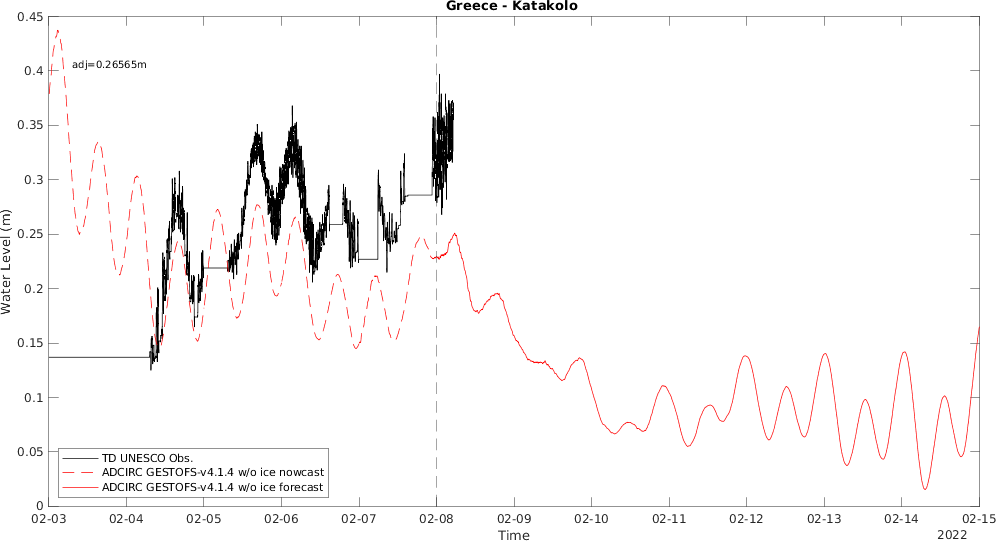 Greece - Katakolo
0.45
0.4
0.35
0.3
0.25
0.2
0.15
0.1
0.05
0
Water Level (m)
adj=0.26565m
TD UNESCO Obs.
ADCIRC GESTOFS-v4.1.4 w/o ice nowcast
ADCIRC GESTOFS-v4.1.4 w/o ice forecast
02-03 02-04 02-05 02-06 02-07 02-08 02-09 02-10 02-11 02-12 02-13 02-14 02-15
Time
2022